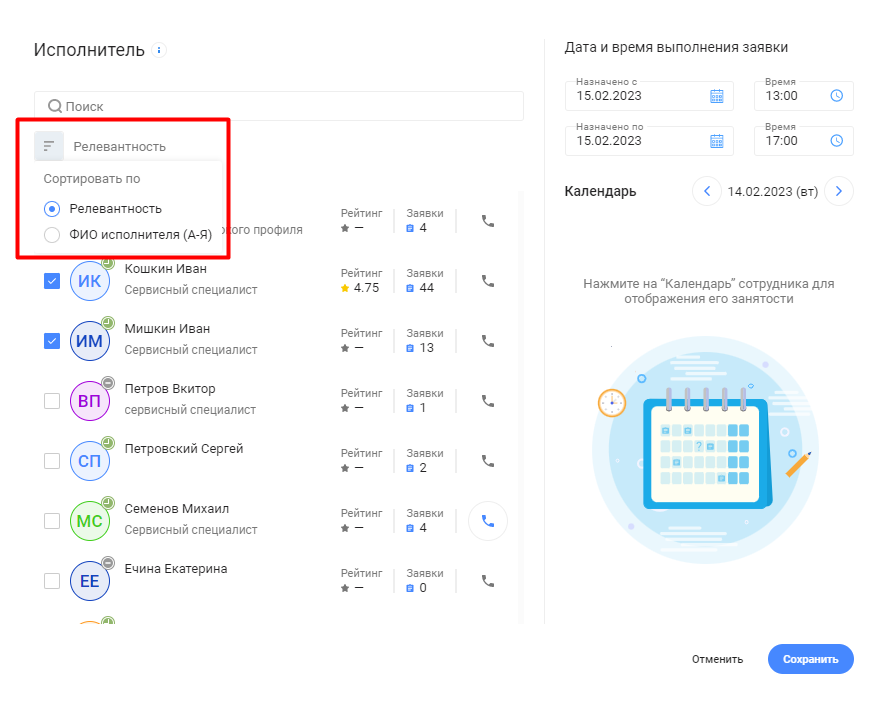 Исполнитель
Поиск
Релевантность
Сортировать по
Релевантность
ФИО исполнителя (А-Я)
профиля
Рейтинг
—
Заявки
4
ИК
Кошкин Иван
Сервисный специалист
Рейтинг
4.75
Заявки
44
ИМ
Мишкин Иван
Сервисный специалист
Рейтинг
—
Заявки
13
ВП
Петров Вкитор
сервисный специалист
Рейтинг
—
Заявки
1
СП
Петровский Сергей
Рейтинг
—
Заявки
2
МС
Семенов Михаил
Сервисный специалист
Рейтинг
—
Заявки
4
ЕЕ
Ечина Екатерина
Рейтинг
—
Заявки
0
Дата и время выполнения заявки
Назначено с
15.02.2023
Время
13:00
Назначено по
15.02.2023
Время
17:00
Календарь
14.02.2023 (вт)
Нажмите на “Календарь” сотрудника для
отображения его занятости
?
Отменить
Сохранить